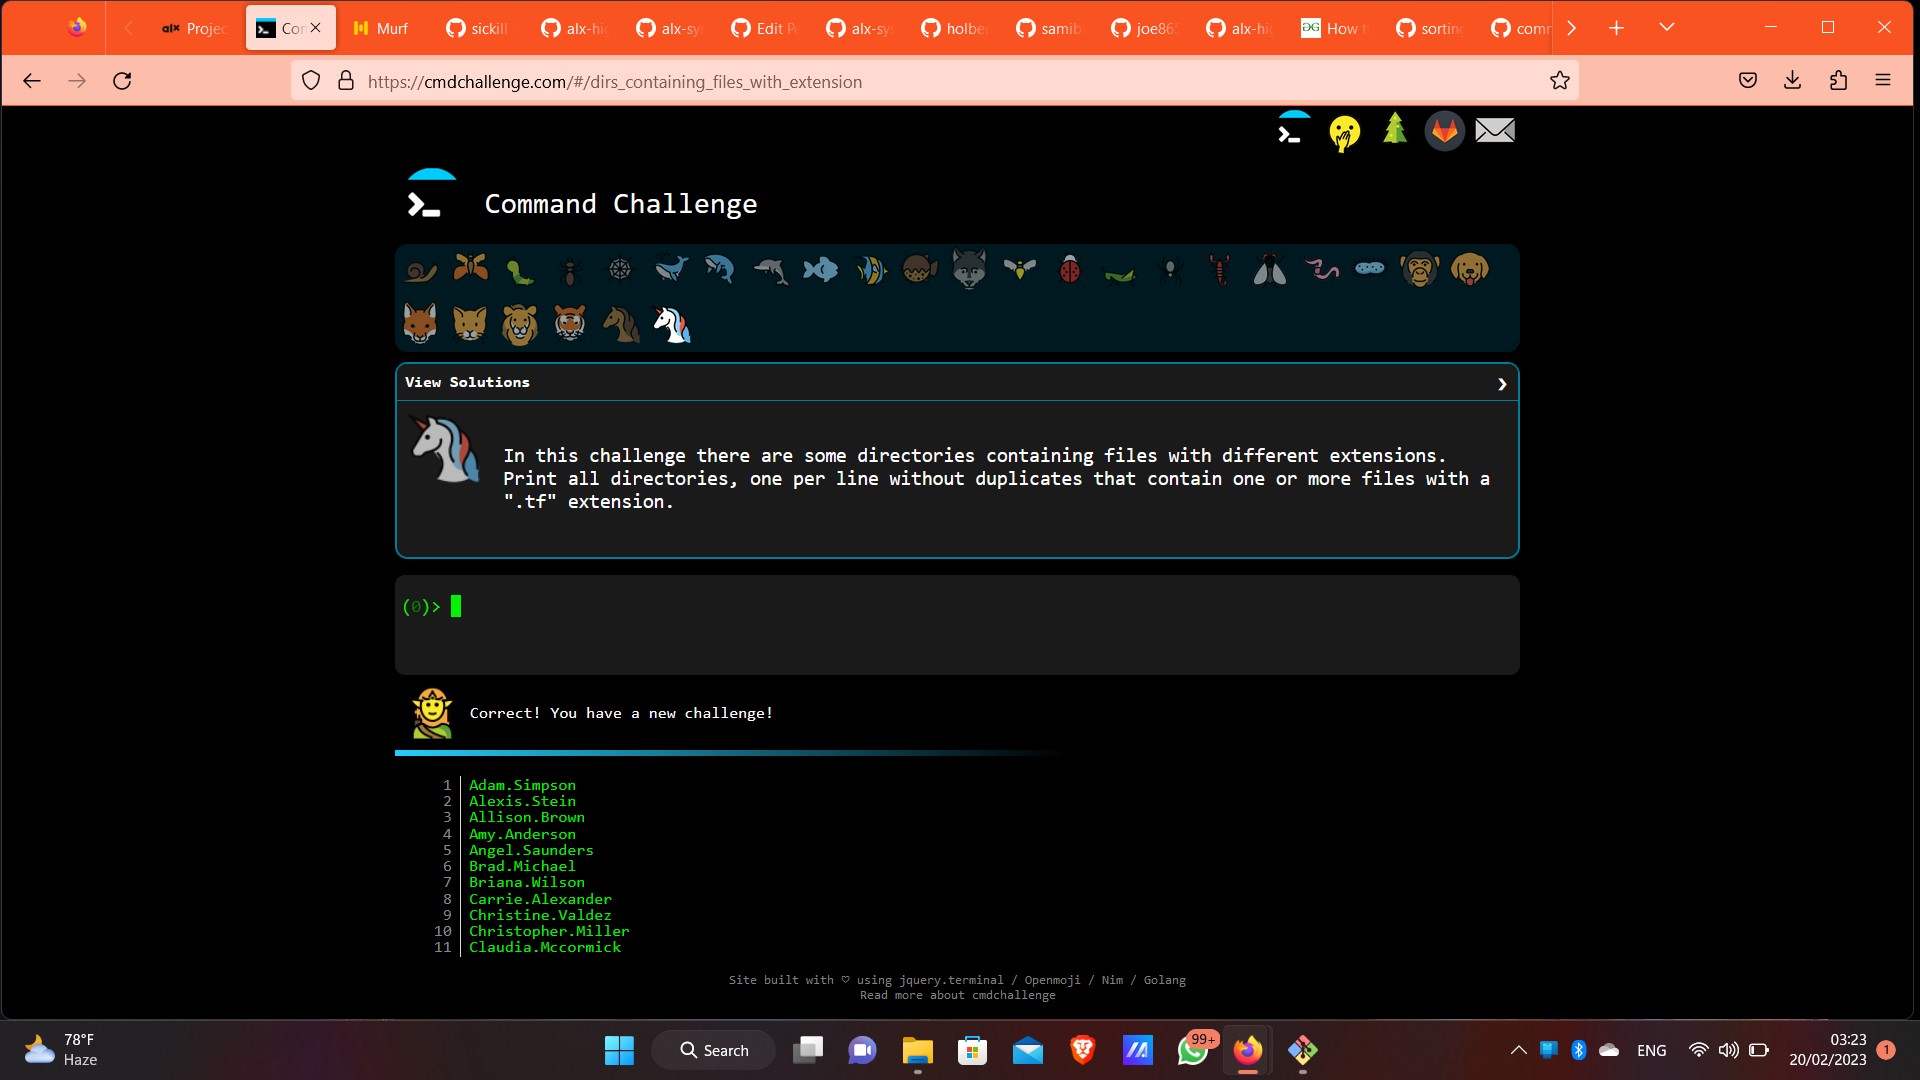 alx Projec
Con
Murf
sickill
alx-hig
alx-sy
Edit P
alx-sy
holbe
samib
joe86
alx-hig
How t
sorting
comm
https://cmdchallenge.com/#/dirs_containing_files_with_extension
Command Challenge
View Solutions
In this challenge there are some directories containing files with different extensions.
Print all directories, one per line without duplicates that contain one or more files with a
".tf" extension.
(0)>
Correct! You have a new challenge!
1 Adam.Simpson
2 Alexis.Stein
3 Allison.Brown
4 Amy.Anderson
5 Angel.Saunders
6 Brad.Michael
7 Briana.Wilson
8 Carrie.Alexander
9 Christine.Valdez
10 Christopher.Miller
11 Claudia.Mccormick
Site built with ♡ using jquery.terminal / Openmoji / Nim / Golang
Read more about cmdchallenge
78°F
Haze
Search
99+
ENG
03:23
20/02/2023
1